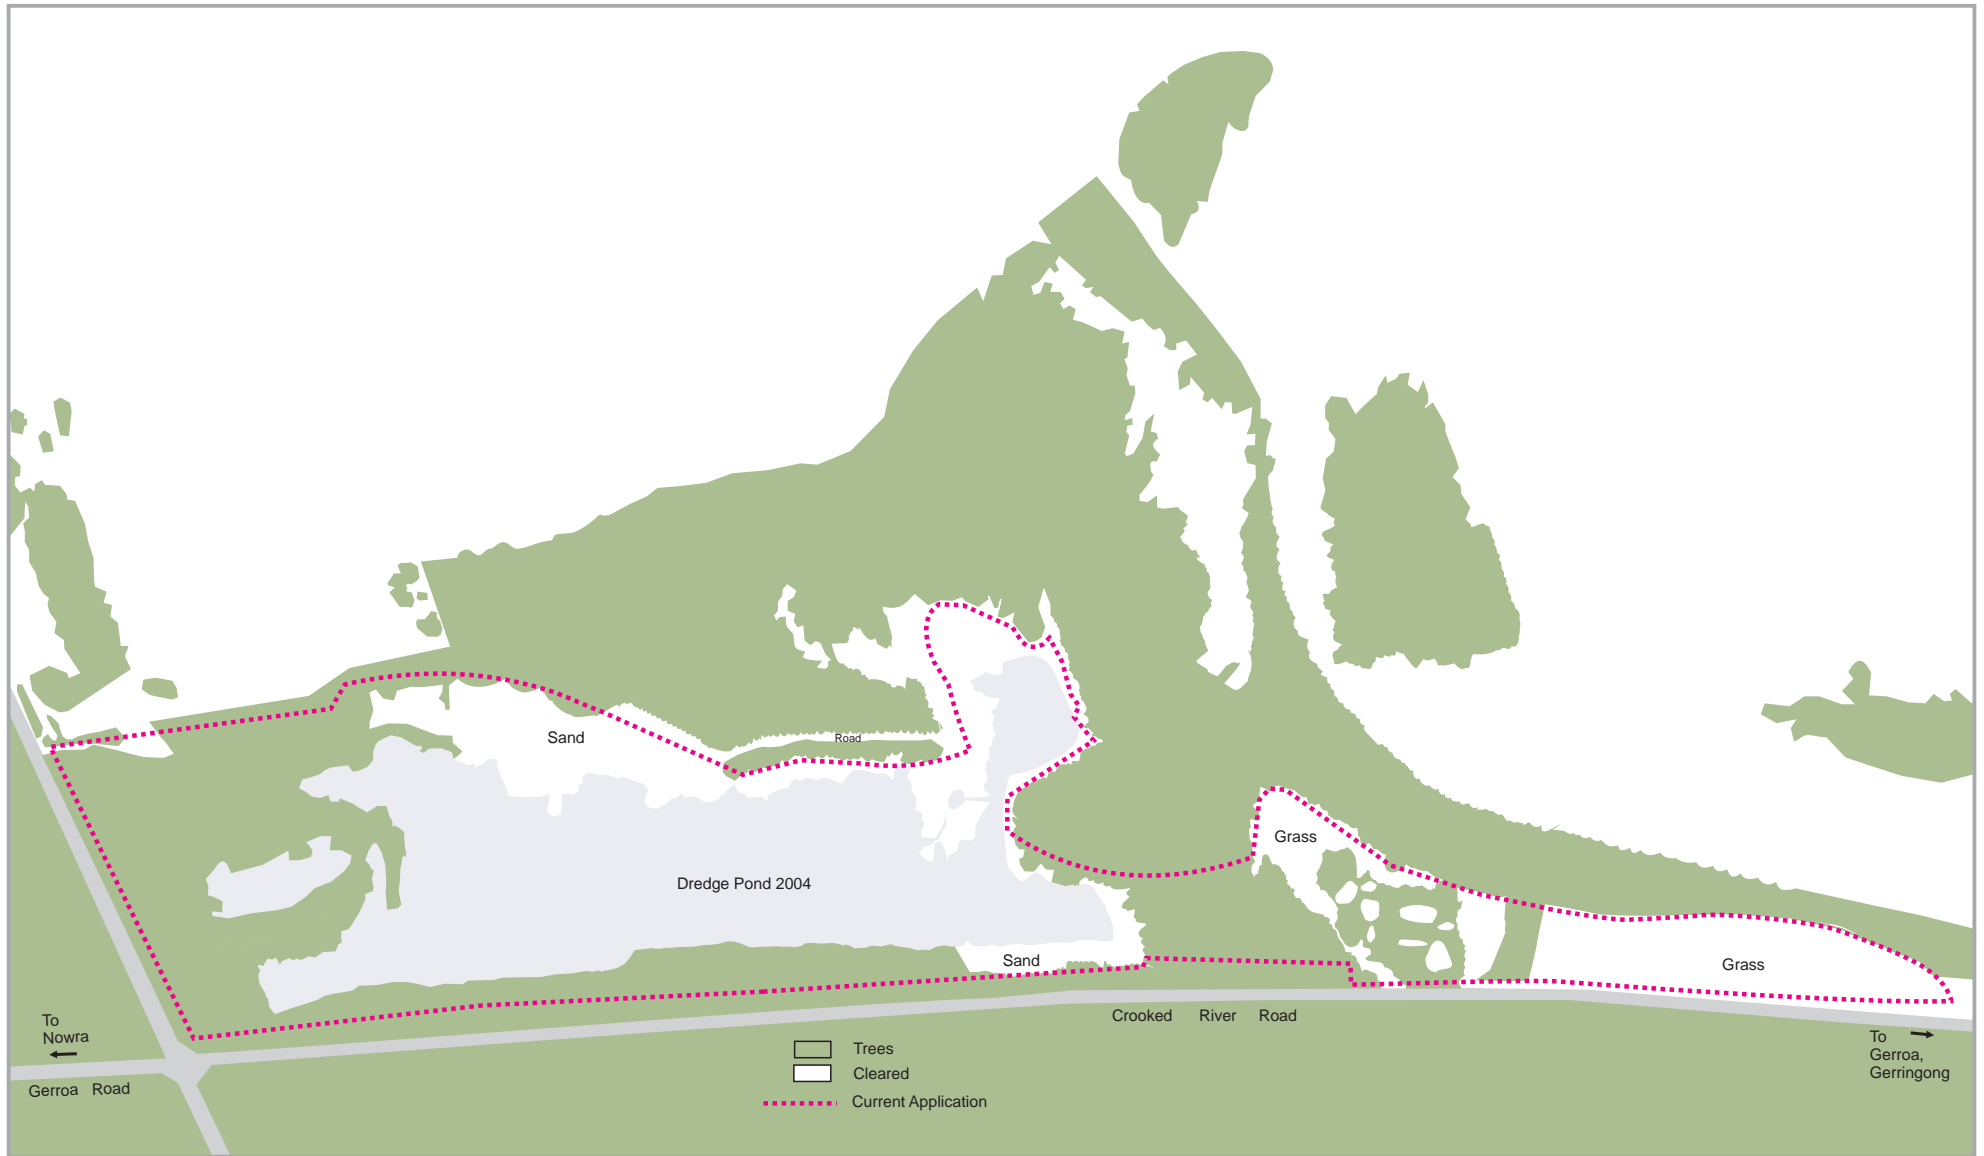 Sand
Road
Grass
Dredge Pond 2004
Sand
Grass
Crooked River Road
To
Nowra
Gerroa Road
To
Gerroa,
Gerringong
Trees
Cleared
Current Application